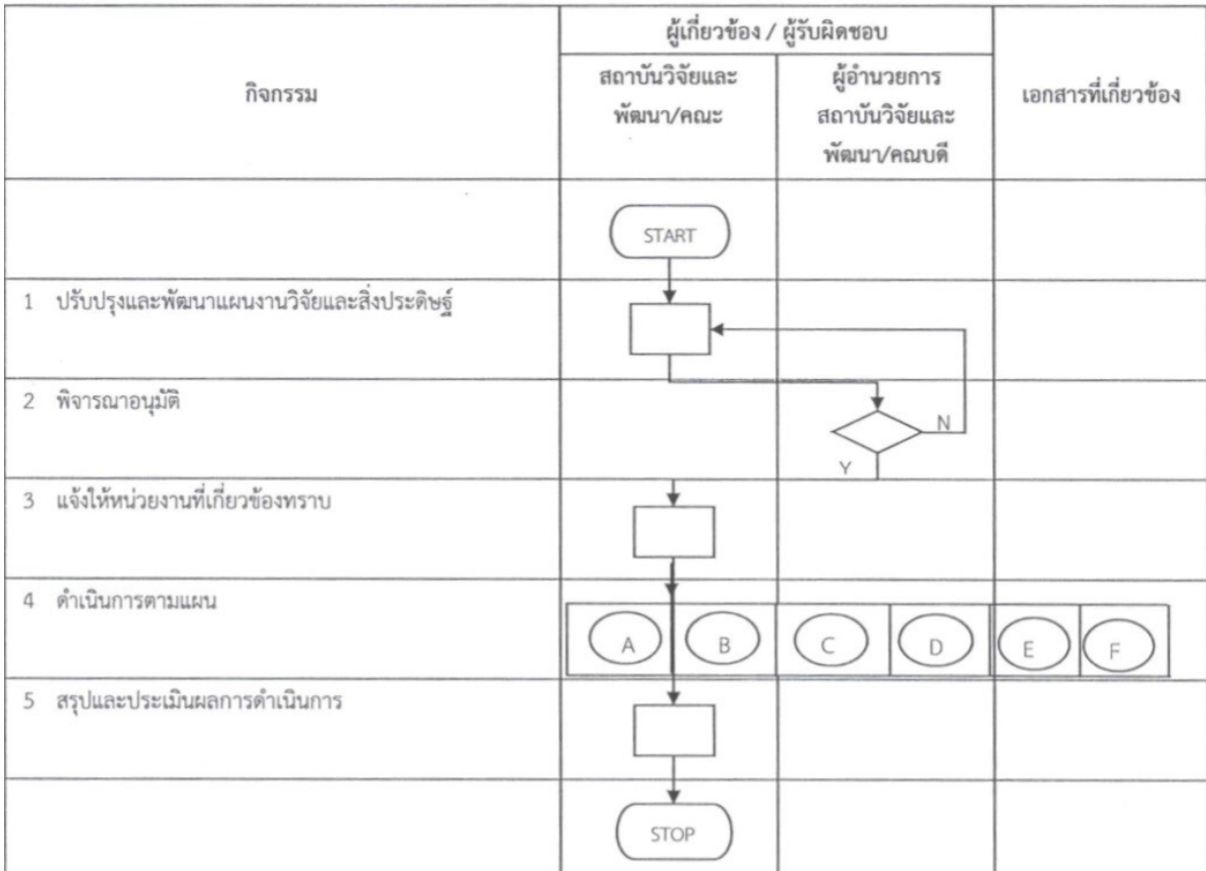 กิจกรรม
ผู้เกี่ยวข้อง / ผู้รับผิดชอบ
สถาบันวิจัยและ
พัฒนา/คณะ
ผู้อำนวยการ
สถาบันวิจัยและ
พัฒนา/คณบดี
เอกสารที่เกี่ยวข้อง
START
1 ปรับปรุงและพัฒนาแผนงานวิจัยและสิ่งประดิษฐ์
2 พิจารณาอนุมัติ
N
Y
3 แจ้งให้หน่วยงานที่เกี่ยวข้องทราบ
4 ดำเนินการตามแผน
A B C D E F
5 สรุปและประเมินผลการดำเนินการ
STOP